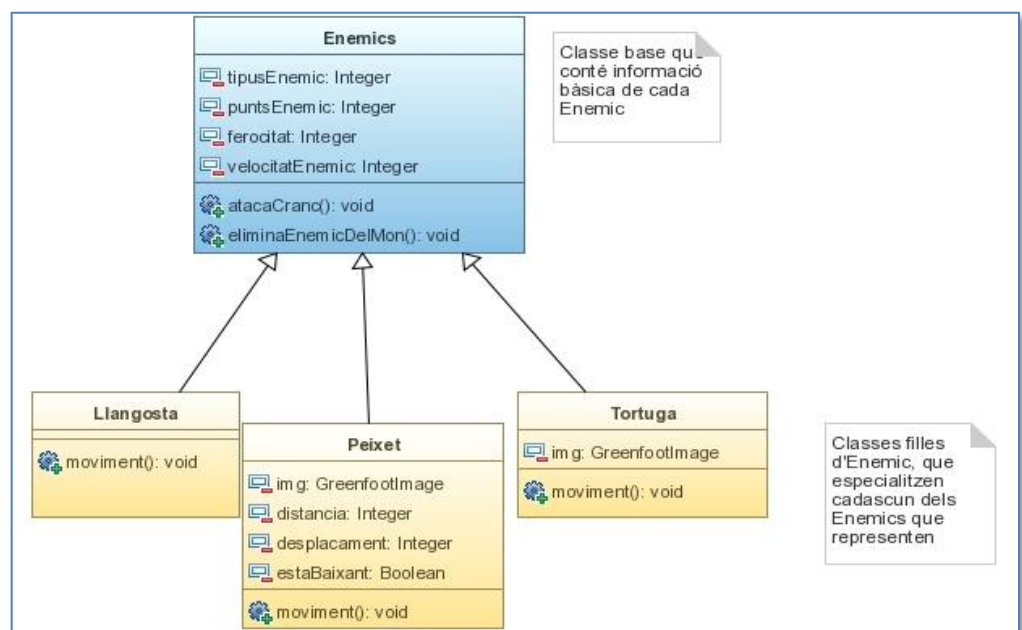 Enemics
tipusEnemic: Integer
puntsEnemic: Integer
ferocitat: Integer
velocitatEnemic: Integer
atacaCranc(): void
eliminaEnemicDelMon(): void
Classe base que
conté informació
bàsica de cada
Enemic
Llangosta
moviment(): void
Peixet
img: GreenfootImage
distancia: Integer
desplacament: Integer
estaBaixant: Boolean
moviment(): void
Tortuga
img: GreenfootImage
moviment(): void
Classes filles
d'Enemic, que
especialitzen
cadascun dels
Enemics que
representen